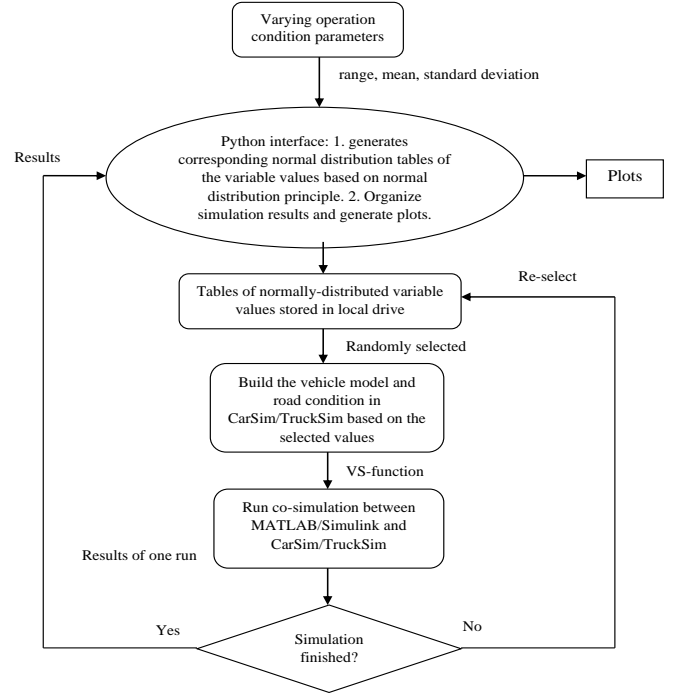 Varying operation
condition parameters
range, mean, standard deviation
Results
Python interface: 1. generates
corresponding normal distribution tables of
the variable values based on normal
distribution principle. 2. Organize
simulation results and generate plots.
Plots
Re-select
Tables of normally-distributed variable
values stored in local drive
Randomly selected
Build the vehicle model and
road condition in
CarSim/TruckSim based on the
selected values
VS-function
Run co-simulation between
MATLAB/Simulink and
CarSim/TruckSim
Results of one run
Yes
No
Simulation
finished?